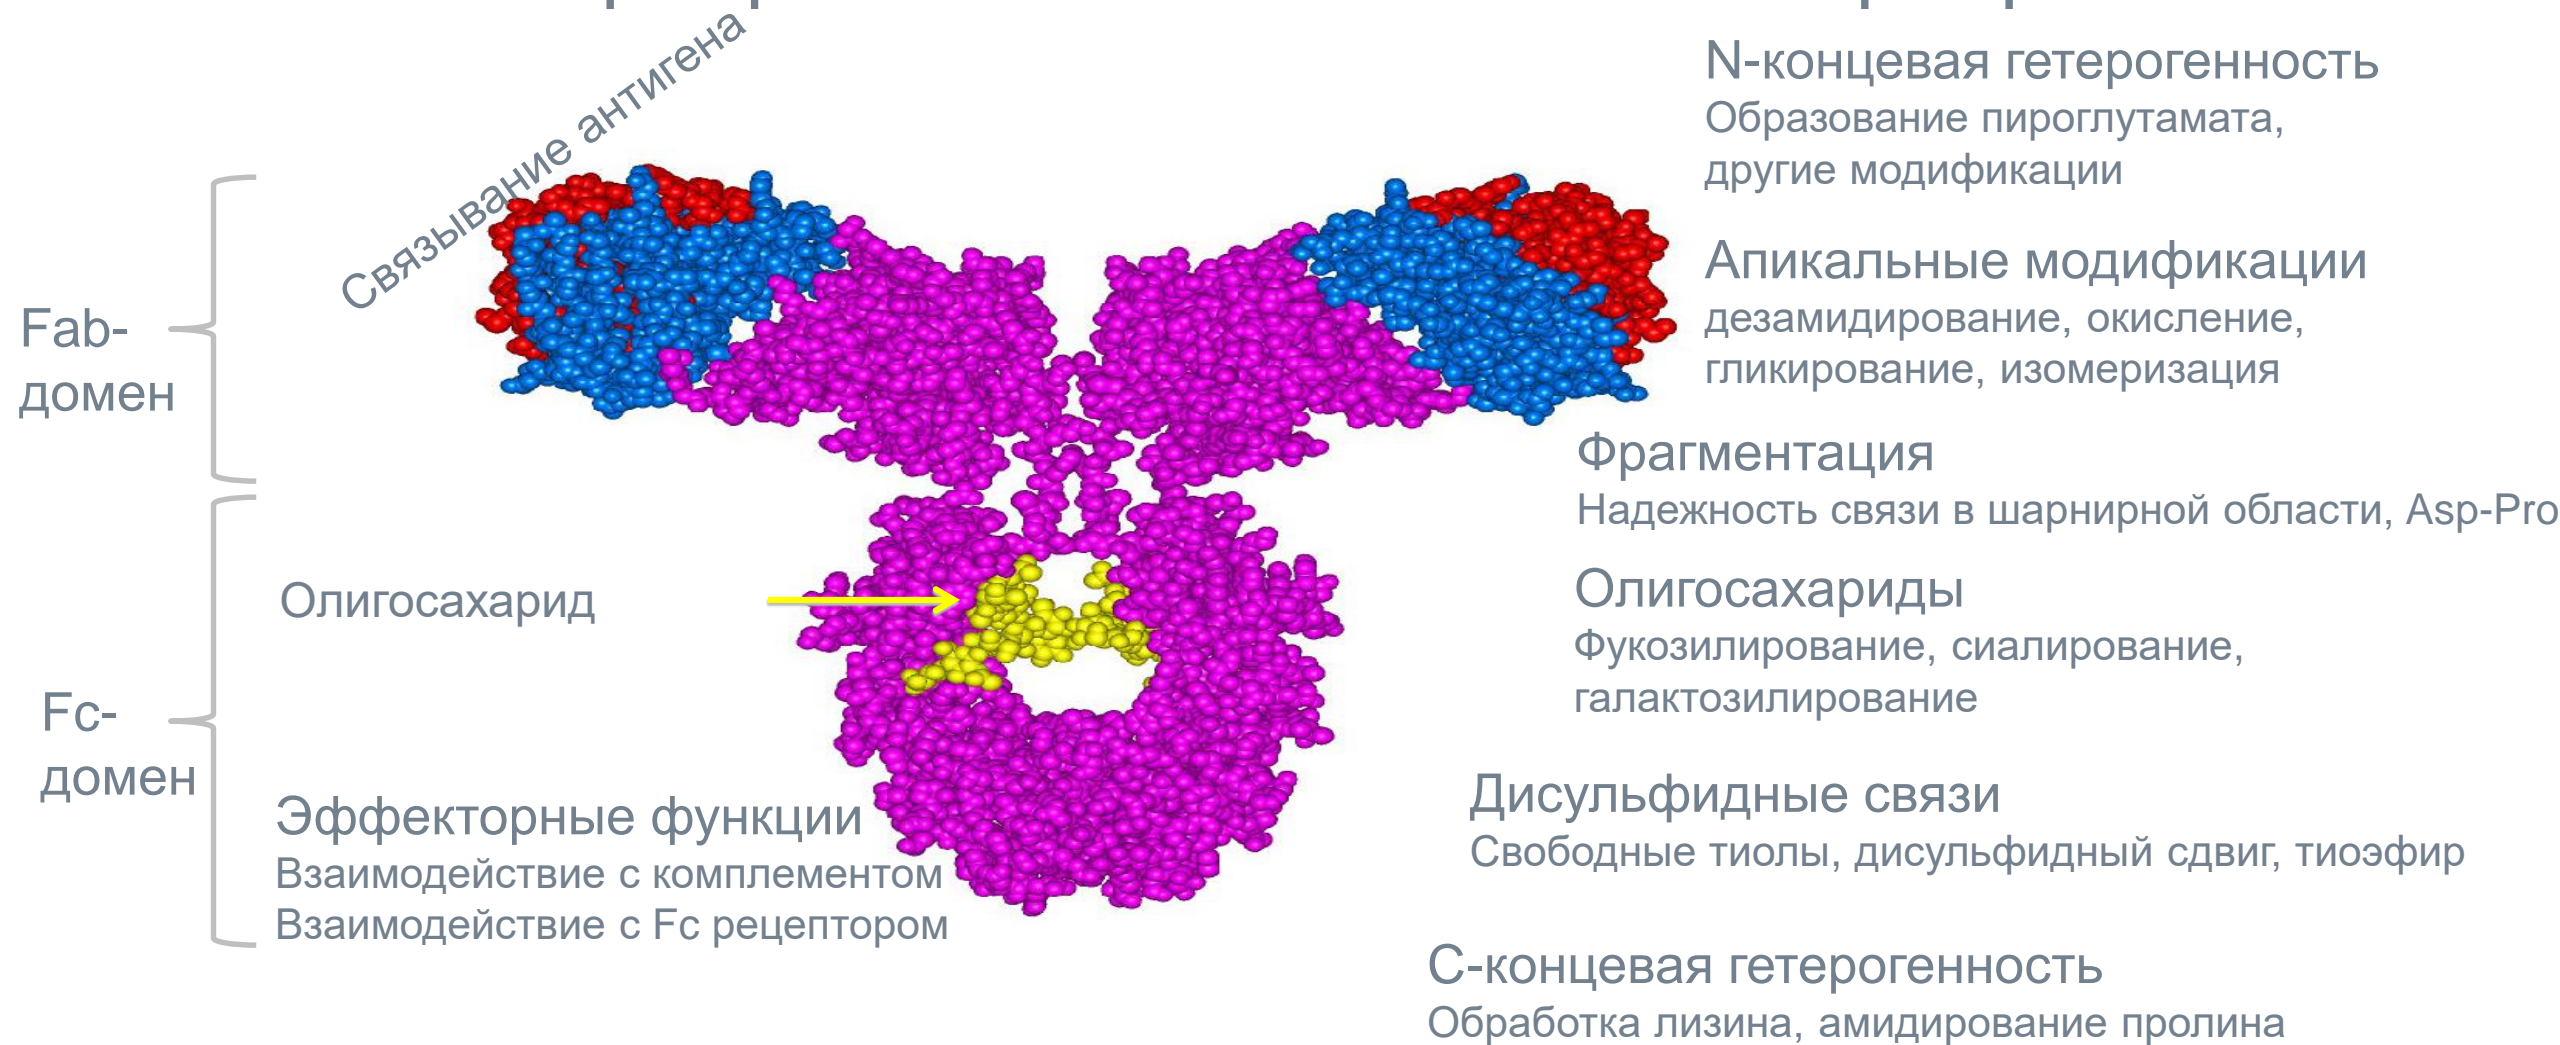 Связывание антигена
Fab-
домен
Олигосахарид
Fc-
домен
Эффекторные функции
Взаимодействие с комплементом
Взаимодействие с Fc рецептором
N-концевая гетерогенность
Образование пироглутамата,
другие модификации
Апикальные модификации
дезамидирование, окисление,
гликирование, изомеризация
Фрагментация
Надежность связи в шарнирной области, Asp-Pro
Олигосахариды
Фукозилирование, сиалирование,
галактозилирование
Дисульфидные связи
Свободные тиолы, дисульфидный сдвиг, тиоэфир
С-концевая гетерогенность
Обработка лизина, амидирование пролина